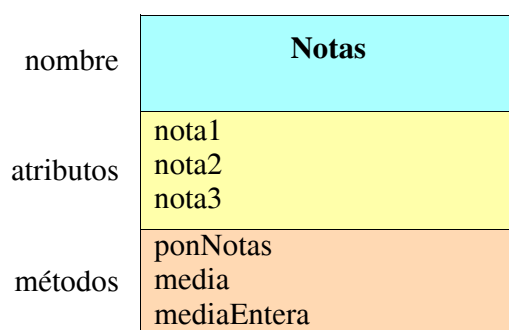 nombre
Notas
atributos
nota1
nota2
nota3
métodos
ponNotas
media
mediaEntera